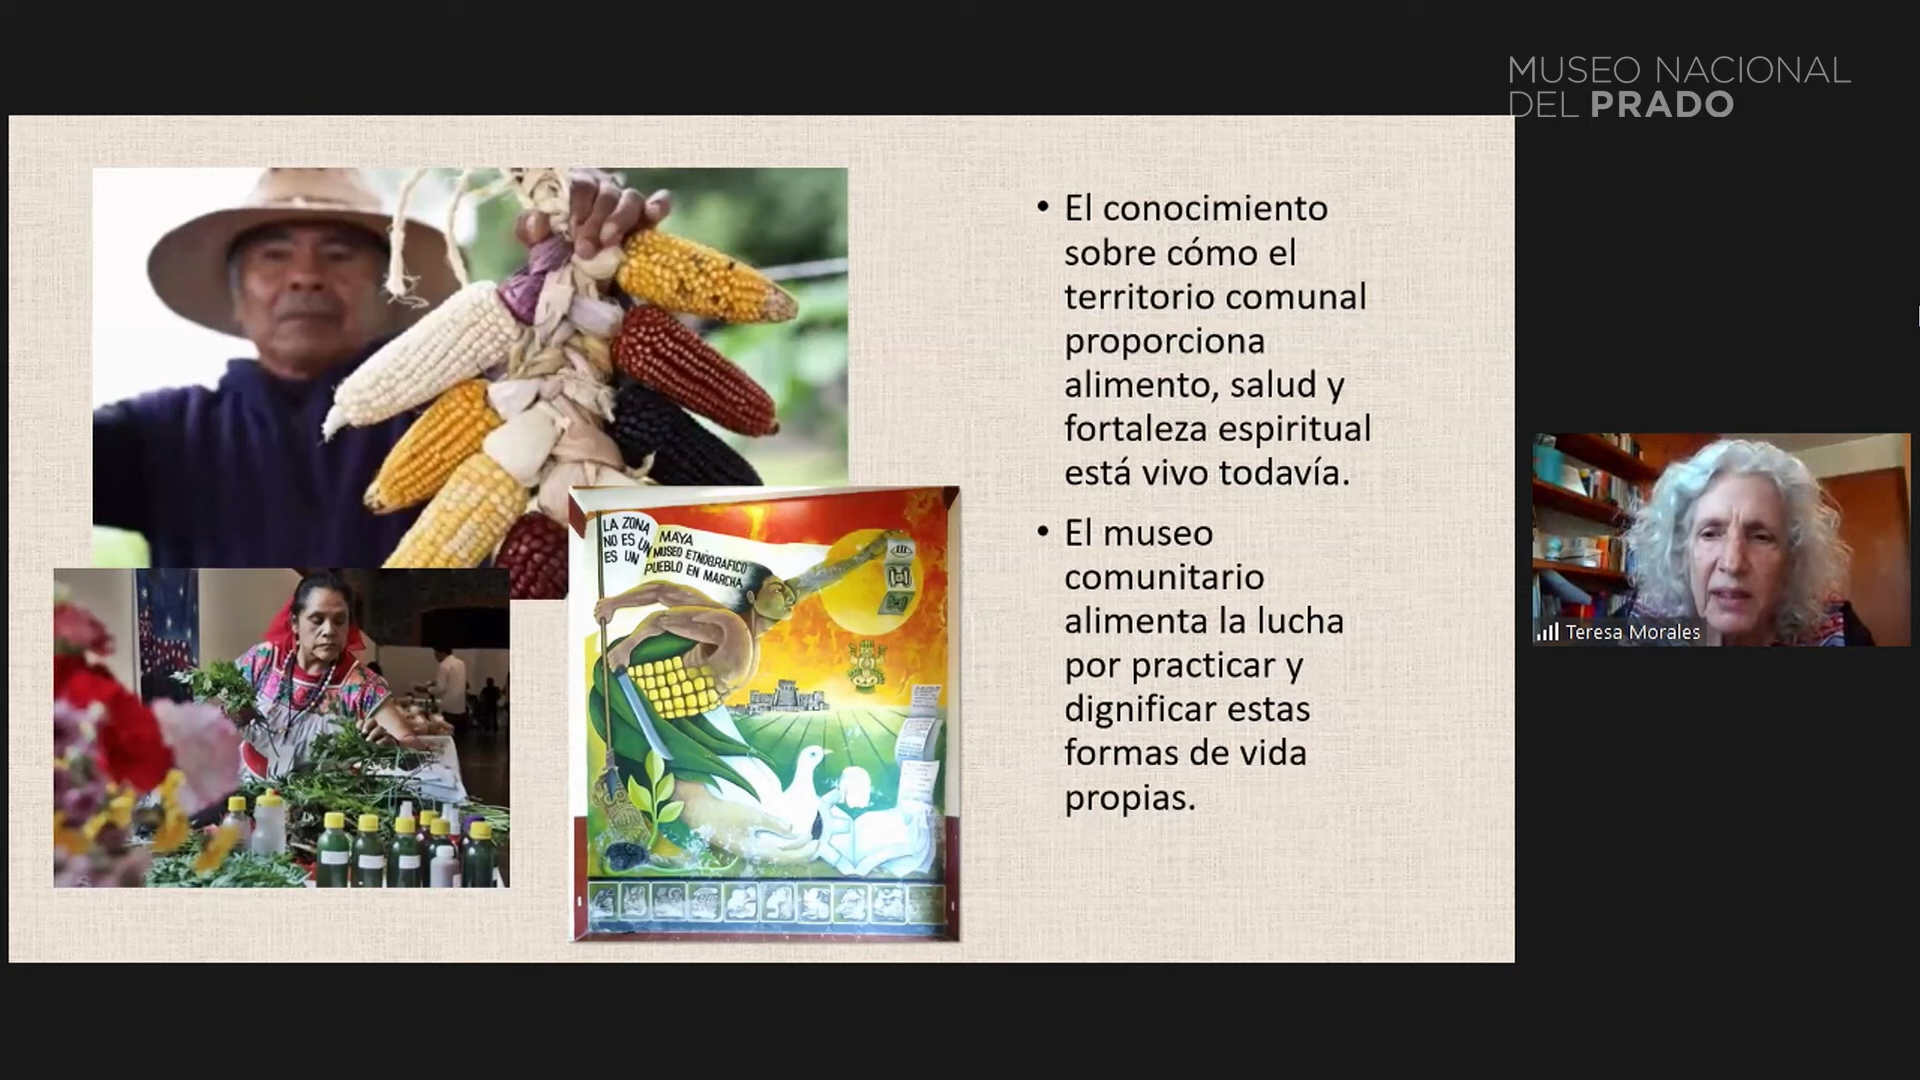 MUSEO NACIONAL
DEL PRADO
• El conocimiento
sobre cómo el
territorio comunal
proporciona
alimento, salud y
fortaleza espiritual
está vivo todavía.
• El museo
comunitario
alimenta la lucha
por practicar y
dignificar estas
formas de vida
propias.
LA ZONA MAYA
NO ES UN MUSEO ETNOGRAFICO
ES UN PUEBLO EN MARCHA
Teresa Morales